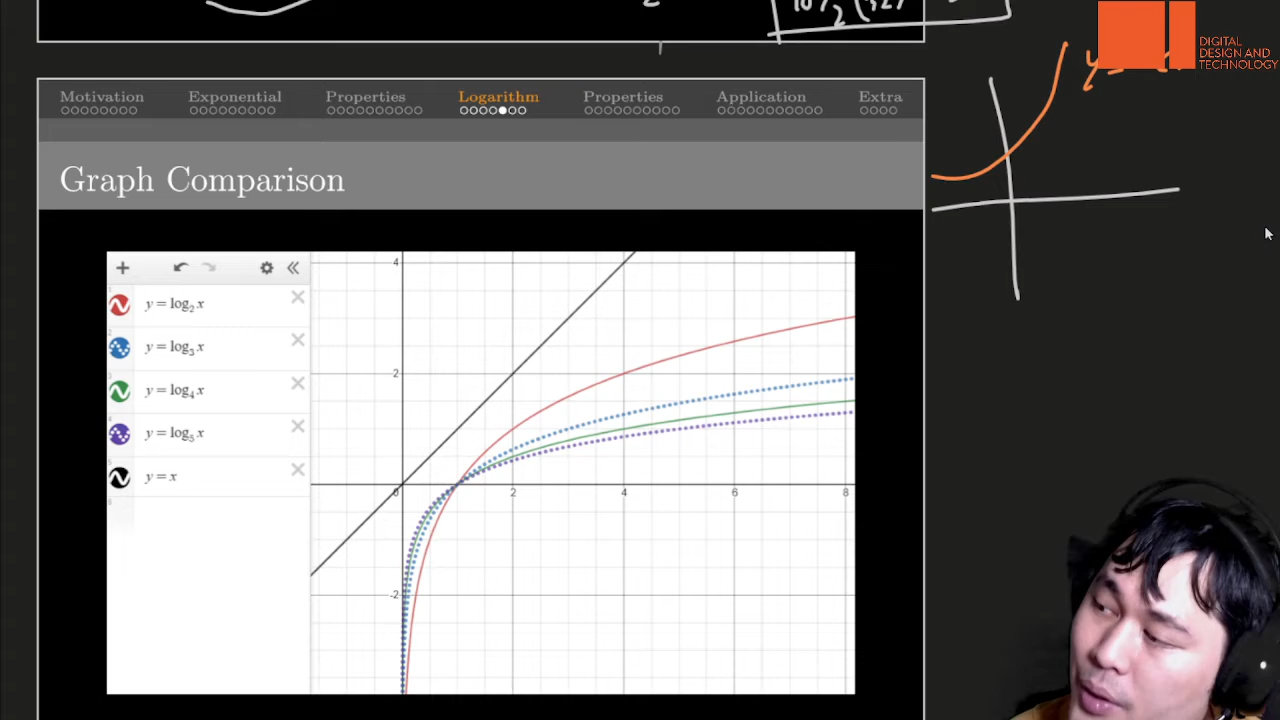 DIGITAL
DESIGN AND
TECHNOLOGY
Motivation Exponential Properties Logarithm Properties Application Extra
Graph Comparison
y = log₂ x
y = log₃ x
y = log₄ x
y = log₅ x
y = x
4
2
0 2 4 6 8
-2